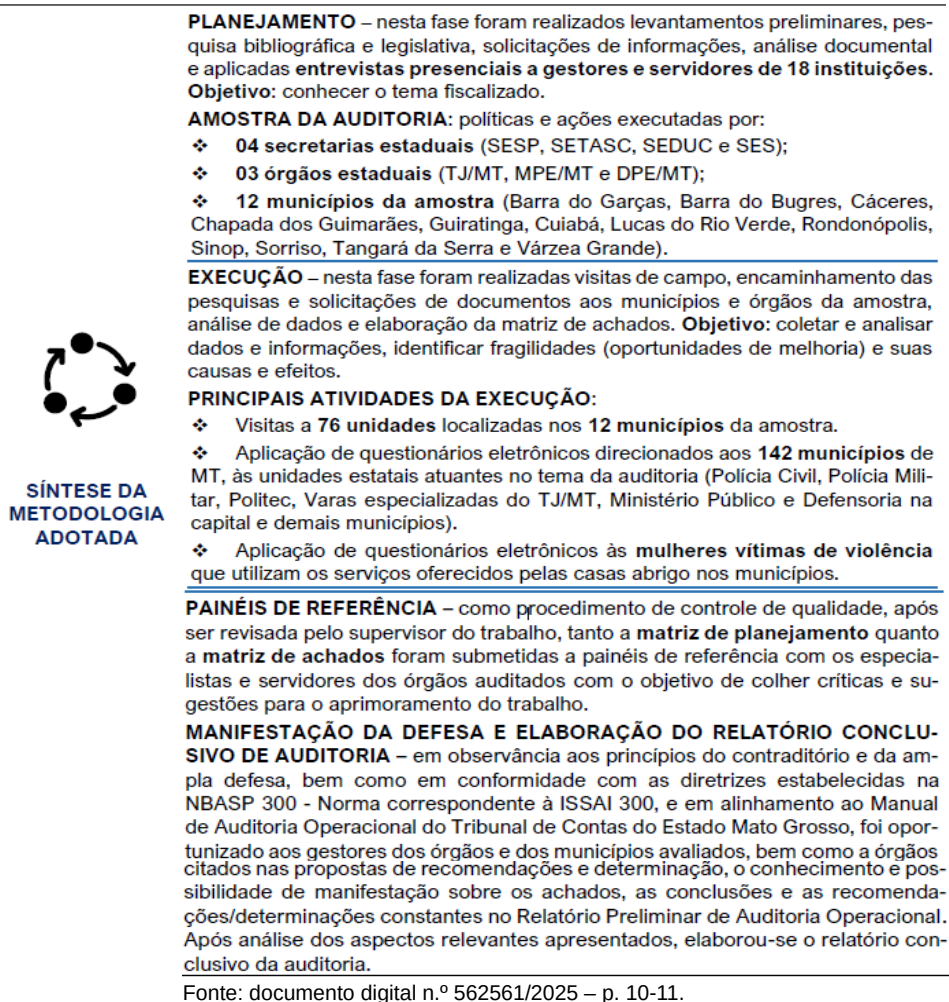 PLANEJAMENTO – nesta fase foram realizados levantamentos preliminares, pes-
quisa bibliográfica e legislativa, solicitações de informações, análise documental
e aplicadas entrevistas presenciais a gestores e servidores de 18 instituições.
Objetivo: conhecer o tema fiscalizado.
AMOSTRA DA AUDITORIA: políticas e ações executadas por:
❖ 04 secretarias estaduais (SESP, SETASC, SEDUC e SES);
❖ 03 órgãos estaduais (TJ/MT, MPE/MT e DPE/MT);
❖ 12 municípios da amostra (Barra do Garças, Barra do Bugres, Cáceres,
Chapada dos Guimarães, Guiratinga, Cuiabá, Lucas do Rio Verde, Rondonópolis,
Sinop, Sorriso, Tangará da Serra e Várzea Grande).
EXECUÇÃO – nesta fase foram realizadas visitas de campo, encaminhamento das
pesquisas e solicitações de documentos aos municípios e órgãos da amostra,
análise de dados e elaboração da matriz de achados. Objetivo: coletar e analisar
dados e informações, identificar fragilidades (oportunidades de melhoria) e suas
causas e efeitos.
PRINCIPAIS ATIVIDADES DA EXECUÇÃO:
❖ Visitas a 76 unidades localizadas nos 12 municípios da amostra.
❖ Aplicação de questionários eletrônicos direcionados aos 142 municípios de
MT, às unidades estatais atuantes no tema da auditoria (Polícia Civil, Polícia Mili-
tar, Politec, Varas especializadas do TJ/MT, Ministério Público e Defensoria na
capital e demais municípios).
❖ Aplicação de questionários eletrônicos às mulheres vítimas de violência
que utilizam os serviços oferecidos pelas casas abrigo nos municípios.
SÍNTESE DA
METODOLOGIA
ADOTADA
PAINÉIS DE REFERÊNCIA – como procedimento de controle de qualidade, após
ser revisada pelo supervisor do trabalho, tanto a matriz de planejamento quanto
a matriz de achados foram submetidas a painéis de referência com os especia-
listas e servidores dos órgãos auditados com o objetivo de colher críticas e su-
gestões para o aprimoramento do trabalho.
MANIFESTAÇÃO DA DEFESA E ELABORAÇÃO DO RELATÓRIO CONCLU-
SIVO DE AUDITORIA – em observância aos princípios do contraditório e da am-
pla defesa, bem como em conformidade com as diretrizes estabelecidas na
NBASP 300 - Norma correspondente à ISSAI 300, e em alinhamento ao Manual
de Auditoria Operacional do Tribunal de Contas do Estado Mato Grosso, foi opor-
tunizado aos gestores dos órgãos e dos municípios avaliados, bem como a órgãos
citados nas propostas de recomendações e determinação, o conhecimento e pos-
sibilidade de manifestação sobre os achados, as conclusões e as recomenda-
ções/determinações constantes no Relatório Preliminar de Auditoria Operacional.
Após análise dos aspectos relevantes apresentados, elaborou-se o relatório con-
clusivo da auditoria.
Fonte: documento digital n.º 562561/2025 – p. 10-11.